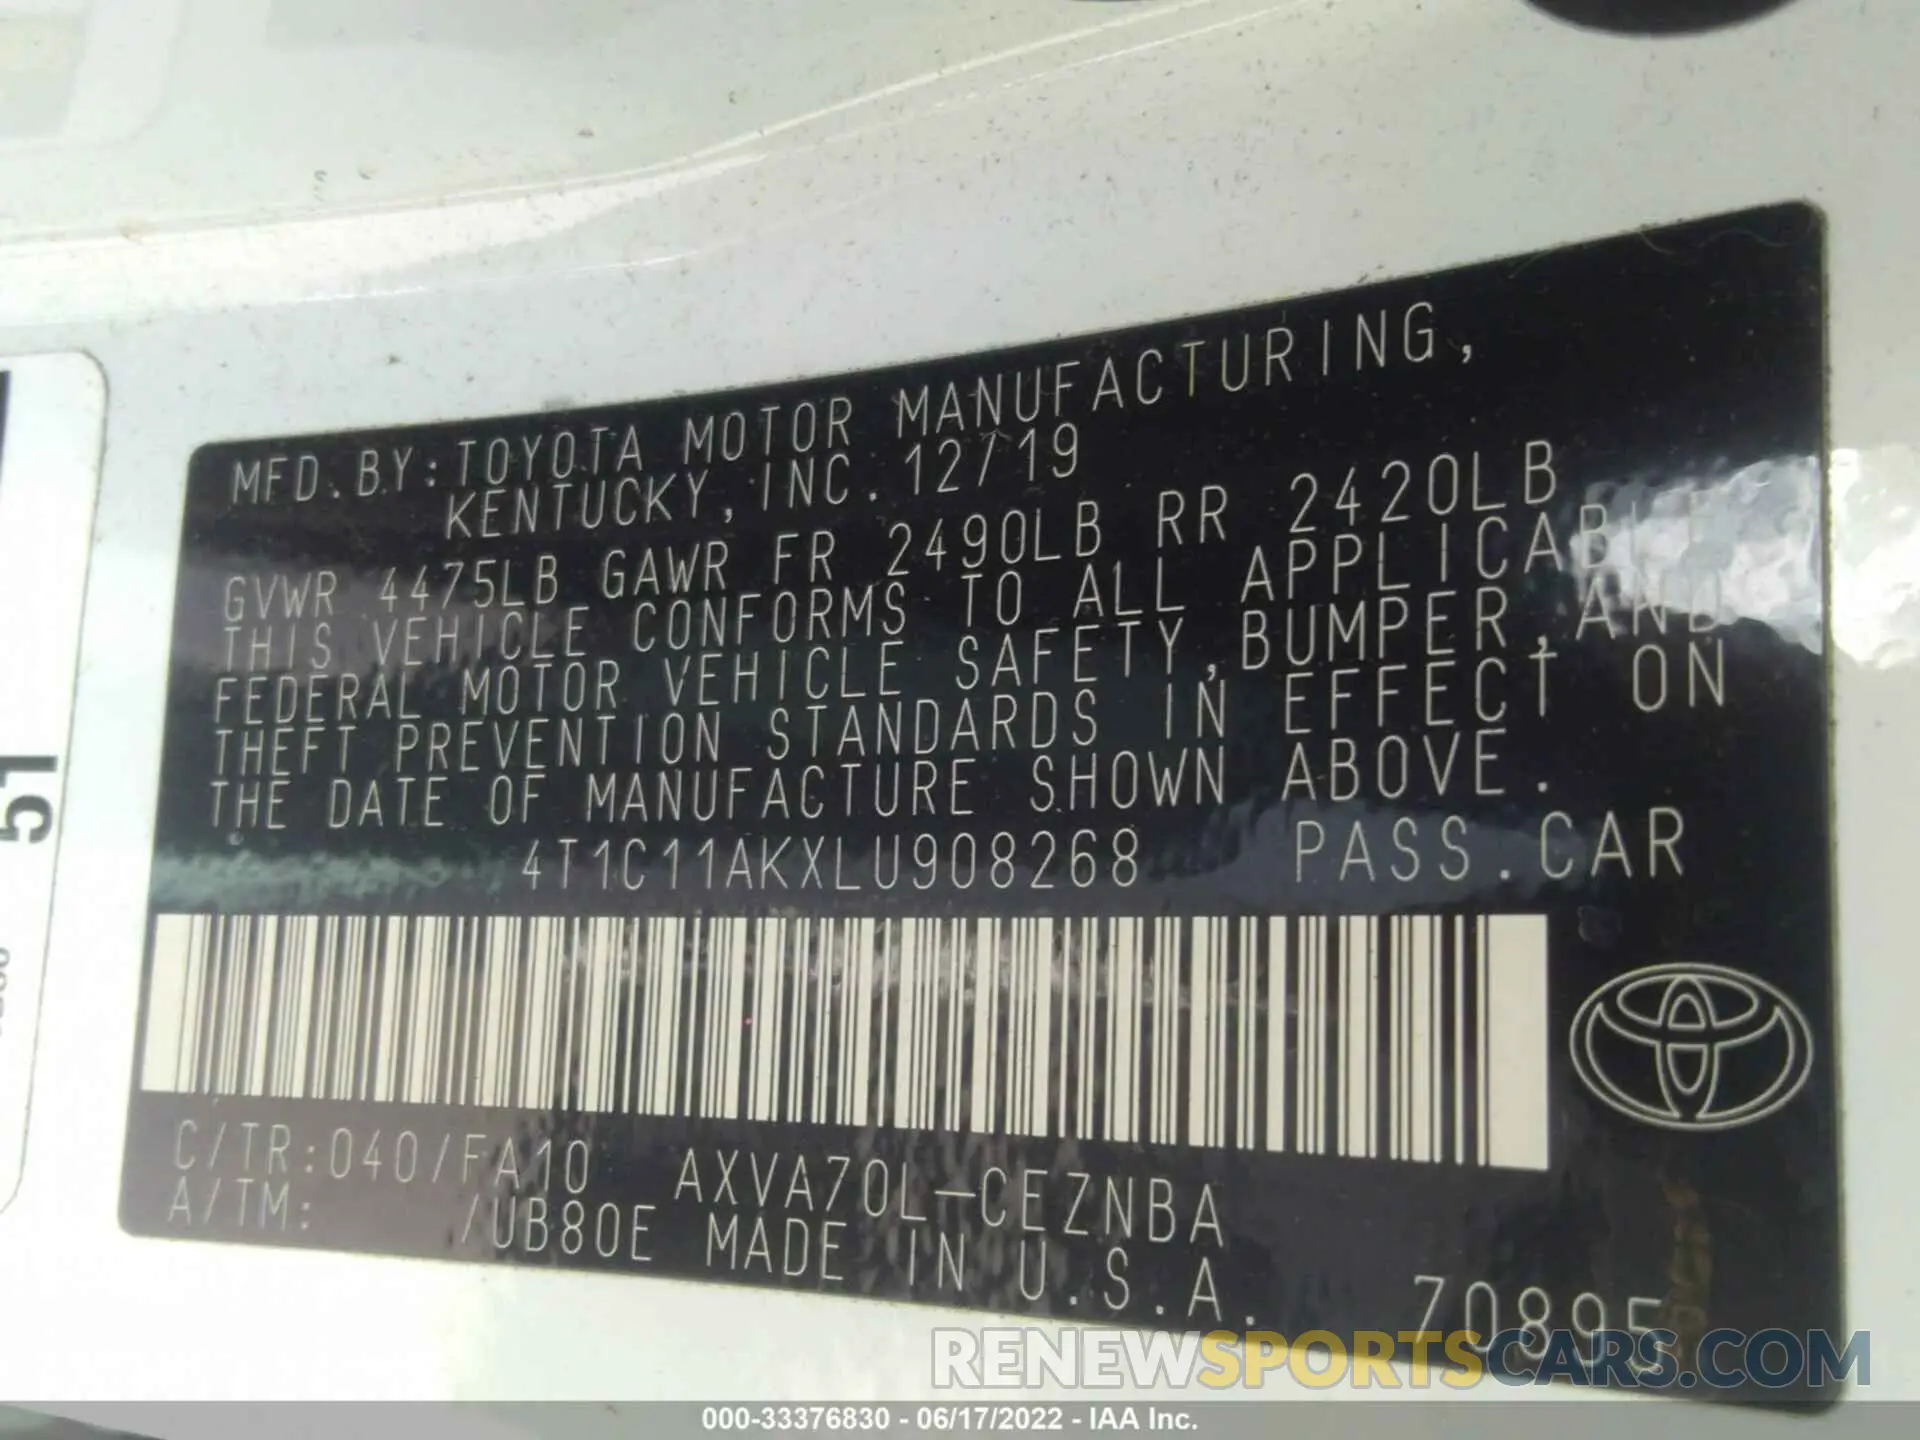 MFD.BY:TOYOTA MOTOR MANUFACTURING,
KENTUCKY, INC. 12/19
GVWR 4475LB GAWR FR 2490LB RR 2420LB
THIS VEHICLE CONFORMS TO ALL APPLICABLE
FEDERAL MOTOR VEHICLE SAFETY,BUMPER,AND
THEFT PREVENTION STANDARDS IN EFFECT ON
THE DATE OF MANUFACTURE SHOWN ABOVE.
4T1C11AKXLU908268 PASS.CAR
C/TR:040/FA10 AXVA70L-CEZNBA
A/TM: /UB80E MADE IN U.S.A.
70895
51
RENEWSPORTSCARS.COM
000-33376830 - 06/17/2022 - IAA Inc.